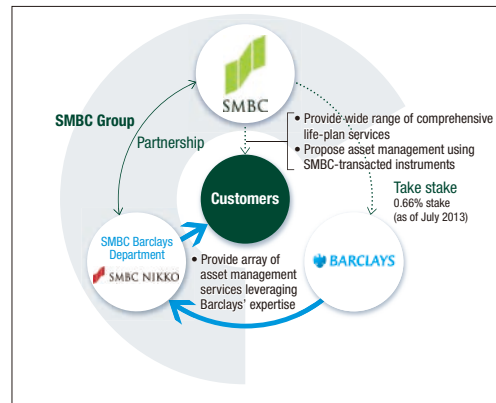 SMBC
SMBC Group
Partnership
• Provide wide range of comprehensive
life-plan services
• Propose asset management using
SMBC-transacted instruments
Customers
Take stake
0.66% stake
(as of July 2013)
SMBC Barclays
Department
SMBC NIKKO
• Provide array of
asset management
services leveraging
Barclays' expertise
BARCLAYS